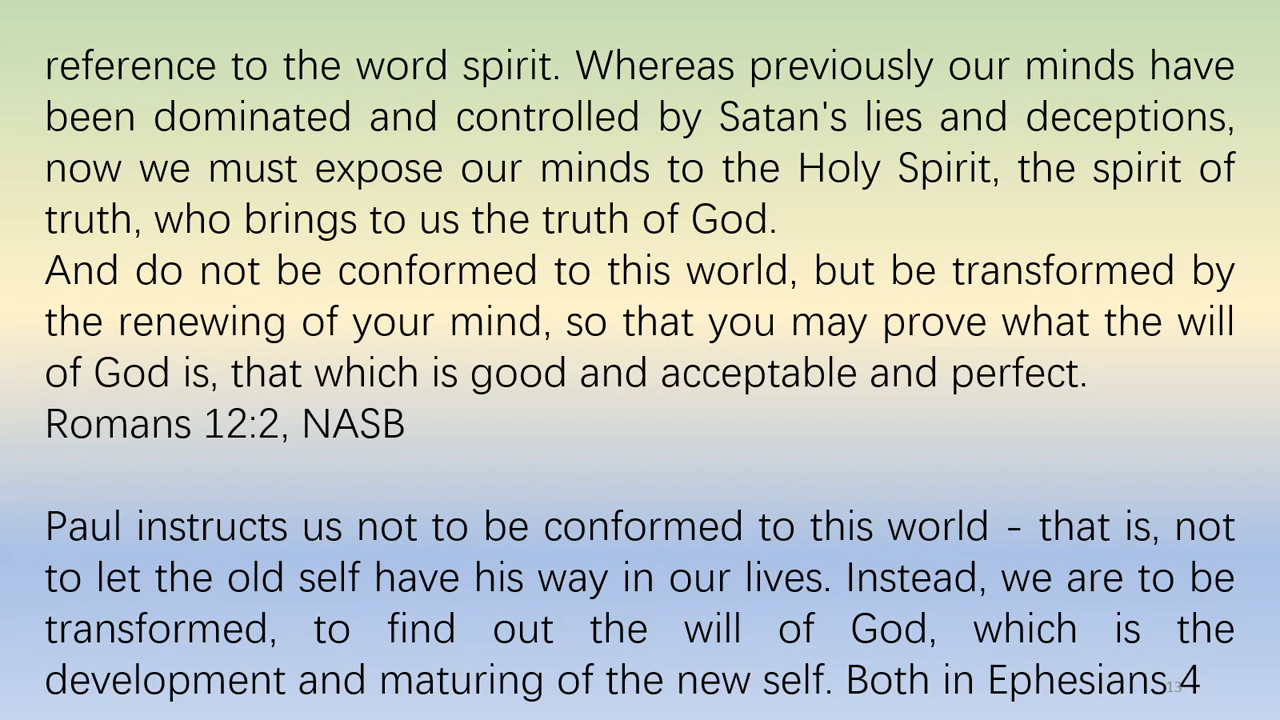 reference to the word spirit. Whereas previously our minds have
been dominated and controlled by Satan's lies and deceptions,
now we must expose our minds to the Holy Spirit, the spirit of
truth, who brings to us the truth of God.
And do not be conformed to this world, but be transformed by
the renewing of your mind, so that you may prove what the will
of God is, that which is good and acceptable and perfect.
Romans 12:2, NASB
Paul instructs us not to be conformed to this world - that is, not
to let the old self have his way in our lives. Instead, we are to be
transformed, to find out the will of God, which is the
development and maturing of the new self. Both in Ephesians 4
13